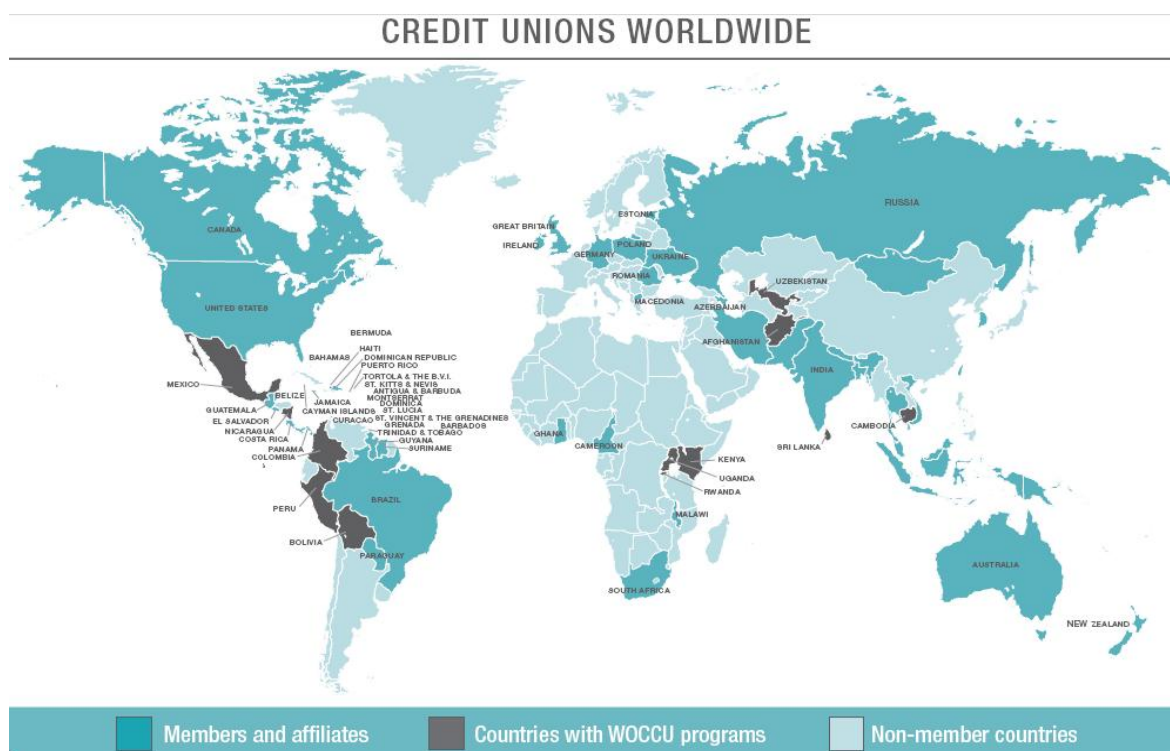 CREDIT UNIONS WORLDWIDE
CANADA
UNITED STATES
MEXICO
GUATEMALA
BELIZE
EL SALVADOR
NICARAGUA
COSTA RICA
PANAMA
COLOMBIA
PERU
BOLIVIA
BRAZIL
PARAGUAY
BERMUDA
BAHAMAS
HAITI
DOMINICAN REPUBLIC
PUERTO RICO
TORTOLA & THE B.V.I.
ST. KITTS & NEVIS
ANTIGUA & BARBUDA
JAMAICA
MONTSERRAT
DOMINICA
CAYMAN ISLANDS
ST. LUCIA
CURACAO
ST. VINCENT & THE GRENADINES
GRENADA
BARBADOS
TRINIDAD & TOBAGO
GUYANA
SURINAME
GREAT BRITAIN
IRELAND
ESTONIA
GERMANY
POLAND
UKRAINE
ROMANIA
MACEDONIA
RUSSIA
AZERBAIJAN
UZBEKISTAN
AFGHANISTAN
INDIA
SRI LANKA
CAMBODIA
GHANA
CAMEROON
KENYA
UGANDA
RWANDA
MALAWI
SOUTH AFRICA
AUSTRALIA
NEW ZEALAND
Members and affiliates
Countries with WOCCU programs
Non-member countries